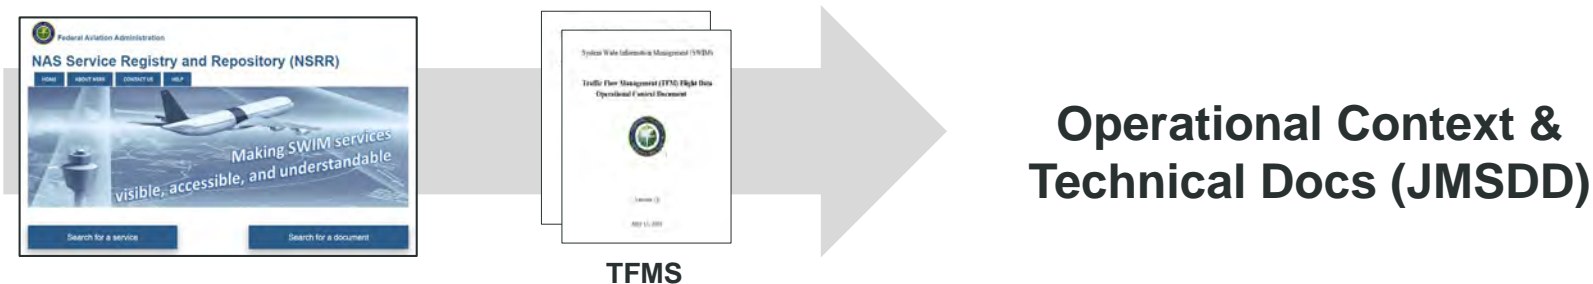 Federal Aviation Administration
NAS Service Registry and Repository (NSRR)
HOME ABOUT NSRR CONTACT US HELP
Making SWIM services
visible, accessible, and understandable
Search for a service Search for a document
System Wide Information Management (SWIM)
Traffic Flow Management (TFM) Flight Data
Operational Context Document
TFMS
Operational Context &
Technical Docs (JMSDD)